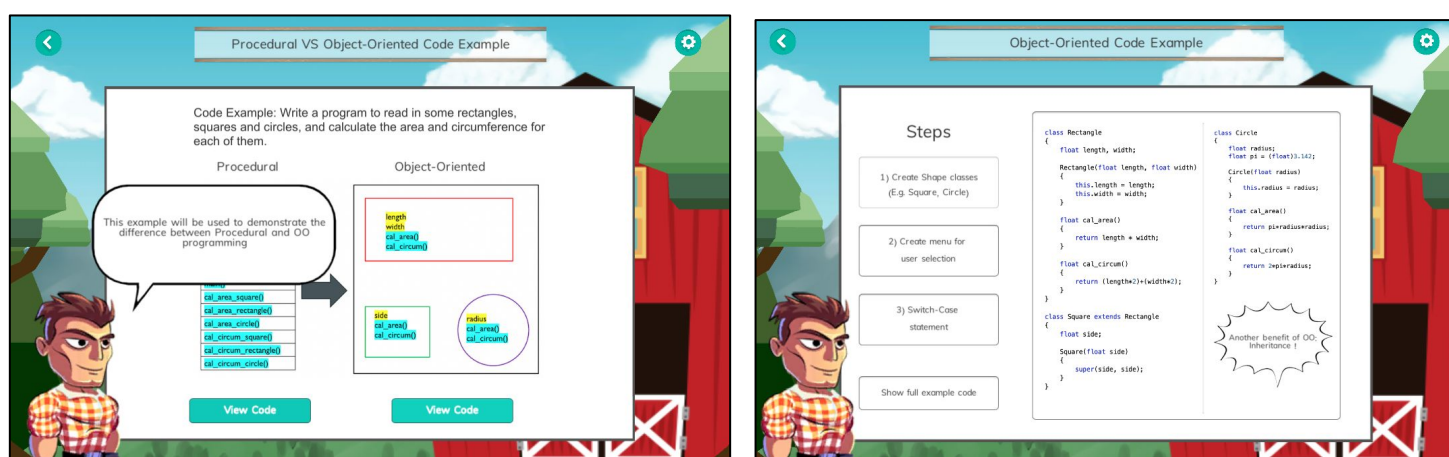 Procedural VS Object-Oriented Code Example
Code Example: Write a program to read in some rectangles,
squares and circles, and calculate the area and circumference for
each of them.
Procedural
Object-Oriented
This example will be used to demonstrate the
difference between Procedural and OO
programming
cal_area_square()
cal_area_rectangle()
cal_area_circle()
cal_circum_square()
cal_circum_rectangle()
cal_circum_circle()
length
width
cal_area()
cal_circum()
side
cal_area()
cal_circum()
radius
cal_area()
cal_circum()
View Code
View Code
Object-Oriented Code Example
Steps
1) Create Shape classes
(E.g. Square, Circle)
2) Create menu for
user selection
3) Switch-Case
statement
Show full example code
class Rectangle
{
float length, width;
Rectangle(float length, float width)
{
this.length = length;
this.width = width;
}
float cal_area()
{
return length * width;
}
float cal_circum()
{
return (length*2)+(width*2);
}
}
class Square extends Rectangle
{
float side;
Square(float side)
{
super(side, side);
}
}
class Circle
{
float radius;
float pi = (float)3.142;
Circle(float radius)
{
this.radius = radius;
}
float cal_area()
{
return pi*radius*radius;
}
float cal_circum()
{
return 2*pi*radius;
}
}
Another benefit of OO:
Inheritance !